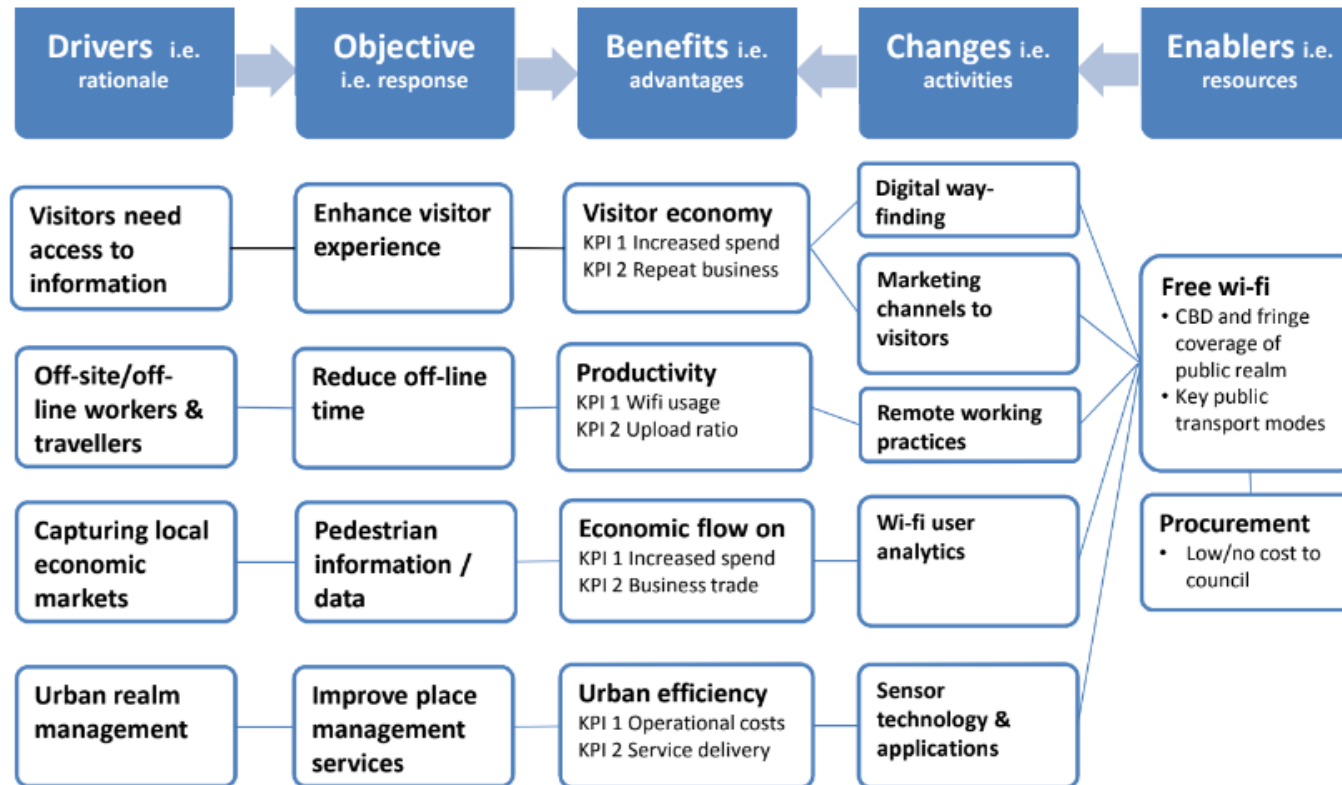 Drivers i.e.
rationale
Objective
i.e. response
Benefits i.e.
advantages
Changes i.e.
activities
Enablers i.e.
resources
Visitors need
access to
information
Enhance visitor
experience
Visitor economy
KPI 1 Increased spend
KPI 2 Repeat business
Digital way-
finding
Marketing
channels to
visitors
Free wi-fi
• CBD and fringe
coverage of
public realm
• Key public
transport modes
Off-site/off-
line workers &
travellers
Reduce off-line
time
Productivity
KPI 1 Wifi usage
KPI 2 Upload ratio
Remote working
practices
Capturing local
economic
markets
Pedestrian
information /
data
Economic flow on
KPI 1 Increased spend
KPI 2 Business trade
Wi-fi user
analytics
Procurement
• Low/no cost to
council
Urban realm
management
Improve place
management
services
Urban efficiency
KPI 1 Operational costs
KPI 2 Service delivery
Sensor
technology &
applications